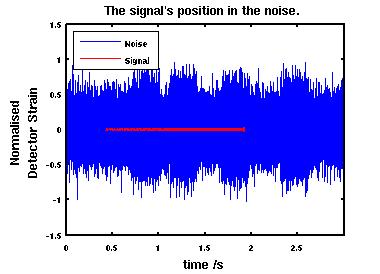 The signal's position in the noise.
1.5
Noise
Signal
1
0.5
0
-0.5
-1
-1.5
Normalised
Detector Strain
0 0.5 1 1.5 2 2.5
time /s